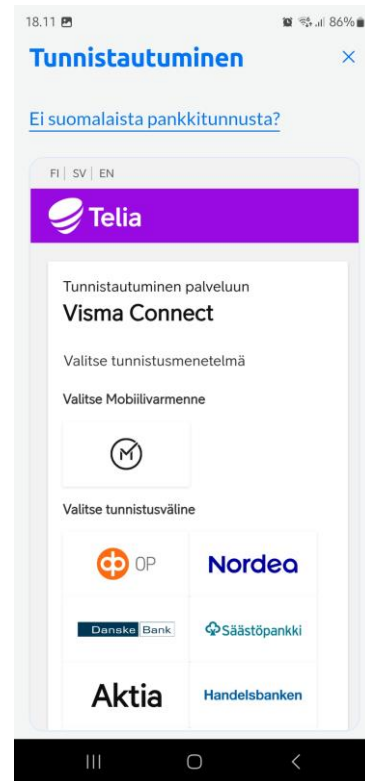 18.11 86%
Tunnistautuminen
Ei suomalaista pankkitunnusta?
FI | SV | EN
Telia
Tunnistautuminen palveluun
Visma Connect
Valitse tunnistusmenetelmä
Valitse Mobiilivarmenne
M
Valitse tunnistusväline
OP Nordea
Danske Bank Säästöpankki
Aktia Handelsbanken